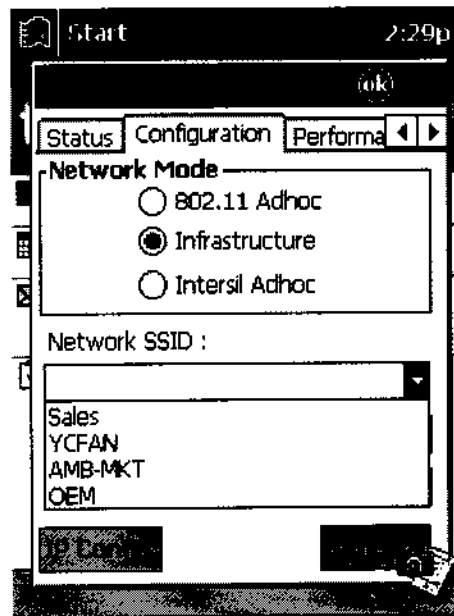 Start 2:29p
ok
Status Configuration Performa
Network Mode
802.11 Adhoc
Infrastructure
Intersil Adhoc
Network SSID :
Sales
YCFAN
AMB-MKT
OEM